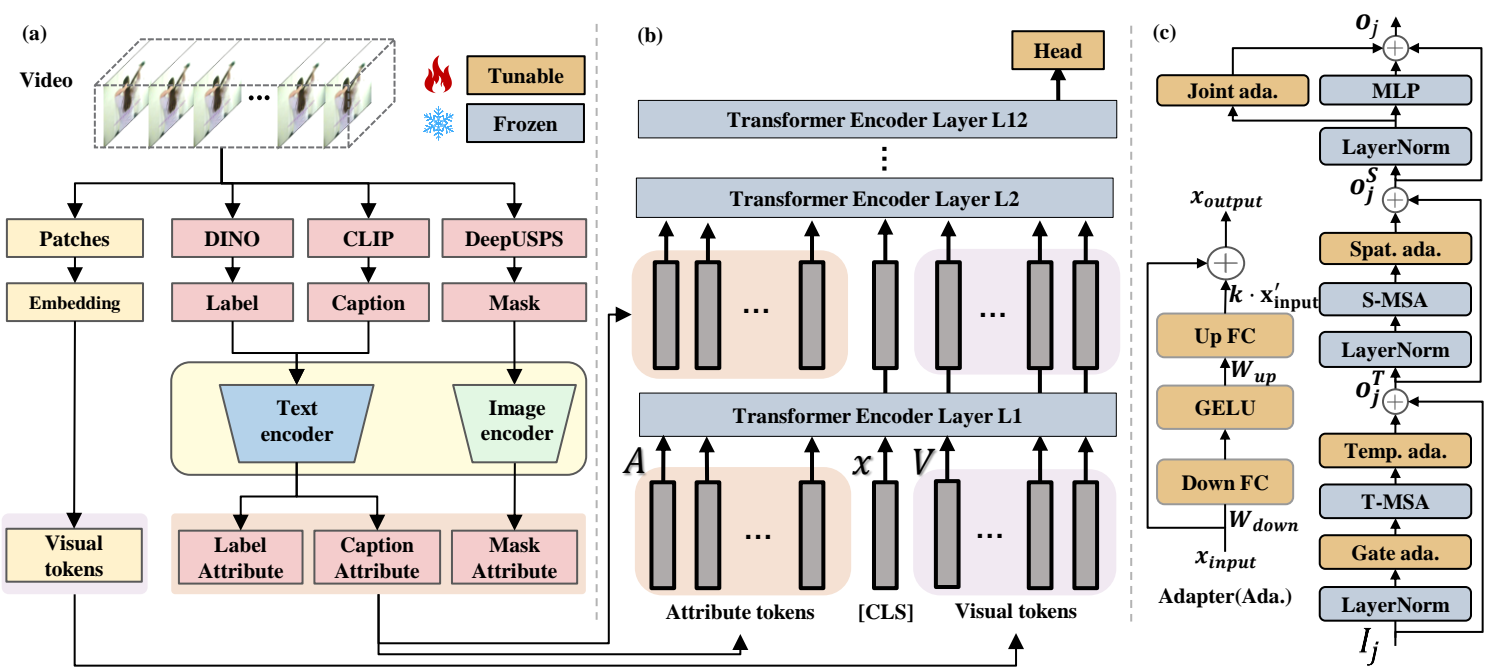 (a)
Video
...
Tunable
Frozen
Patches
DINO
CLIP
DeepUSPS
Embedding
Label
Caption
Mask
Text
encoder
Image
encoder
Visual
tokens
Label
Attribute
Caption
Attribute
Mask
Attribute
(b)
Head
Transformer Encoder Layer L12
...
Transformer Encoder Layer L2
...
...
Transformer Encoder Layer L1
A
x
V
...
...
Attribute tokens
[CLS]
Visual tokens
(c)
x_output
k · x′_input
Up FC
W_up
GELU
Down FC
W_down
x_input
Adapter(Ada.)
O_j
Joint ada.
MLP
LayerNorm
O_j^S
Spat. ada.
S-MSA
LayerNorm
O_j^T
Temp. ada.
T-MSA
Gate ada.
LayerNorm
I_j